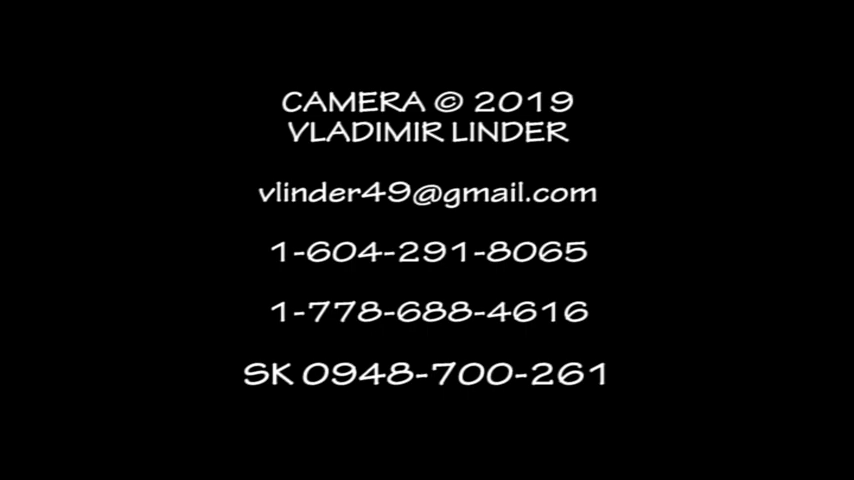 CAMERA © 2019
VLADIMIR LINDER
vlinder49@gmail.com
1-604-291-8065
1-778-688-4616
SK 0948-700-261